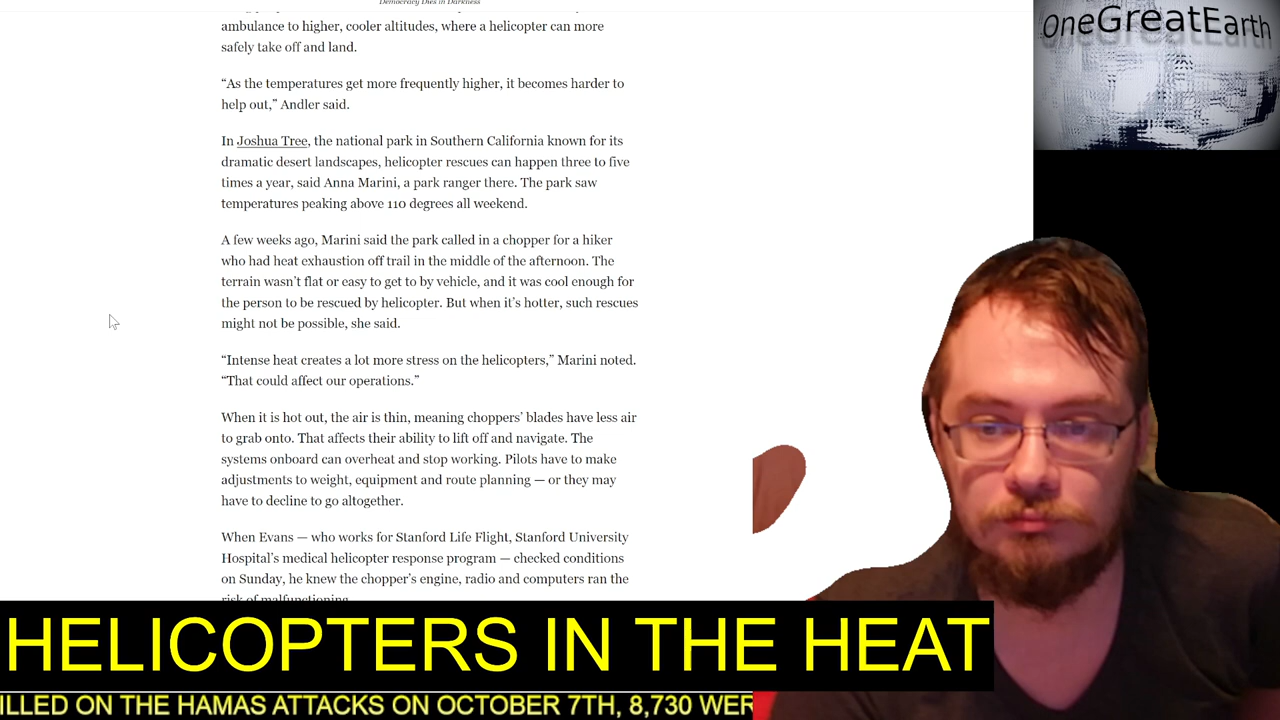 Democracy Dies in Darkness
ambulance to higher, cooler altitudes, where a helicopter can more
safely take off and land.
“As the temperatures get more frequently higher, it becomes harder to
help out,” Andler said.
In Joshua Tree, the national park in Southern California known for its
dramatic desert landscapes, helicopter rescues can happen three to five
times a year, said Anna Marini, a park ranger there. The park saw
temperatures peaking above 110 degrees all weekend.
A few weeks ago, Marini said the park called in a chopper for a hiker
who had heat exhaustion off trail in the middle of the afternoon. The
terrain wasn’t flat or easy to get to by vehicle, and it was cool enough for
the person to be rescued by helicopter. But when it’s hotter, such rescues
might not be possible, she said.
“Intense heat creates a lot more stress on the helicopters,” Marini noted.
“That could affect our operations.”
When it is hot out, the air is thin, meaning choppers’ blades have less air
to grab onto. That affects their ability to lift off and navigate. The
systems onboard can overheat and stop working. Pilots have to make
adjustments to weight, equipment and route planning — or they may
have to decline to go altogether.
When Evans — who works for Stanford Life Flight, Stanford University
Hospital’s medical helicopter response program — checked conditions
on Sunday, he knew the chopper’s engine, radio and computers ran the
risk of malfunctioning.
OneGreatEarth
HELICOPTERS IN THE HEAT
ILLED ON THE HAMAS ATTACKS ON OCTOBER 7TH, 8,730 WER